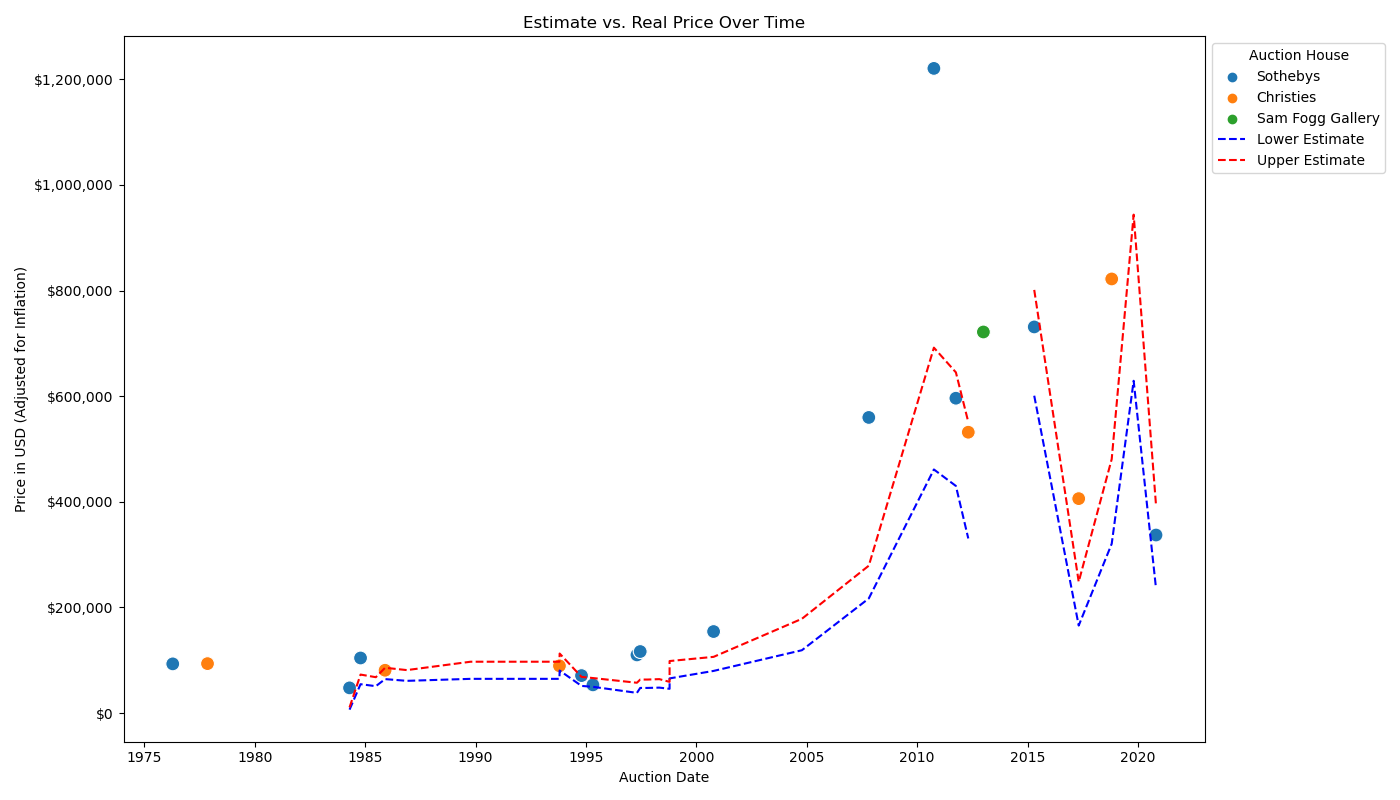 Estimate vs. Real Price Over Time
Auction House
Sothebys
Christies
Sam Fogg Gallery
Lower Estimate
Upper Estimate
Price in USD (Adjusted for Inflation)
$1,200,000
$1,000,000
$800,000
$600,000
$400,000
$200,000
$0
1975 1980 1985 1990 1995 2000 2005 2010 2015 2020
Auction Date